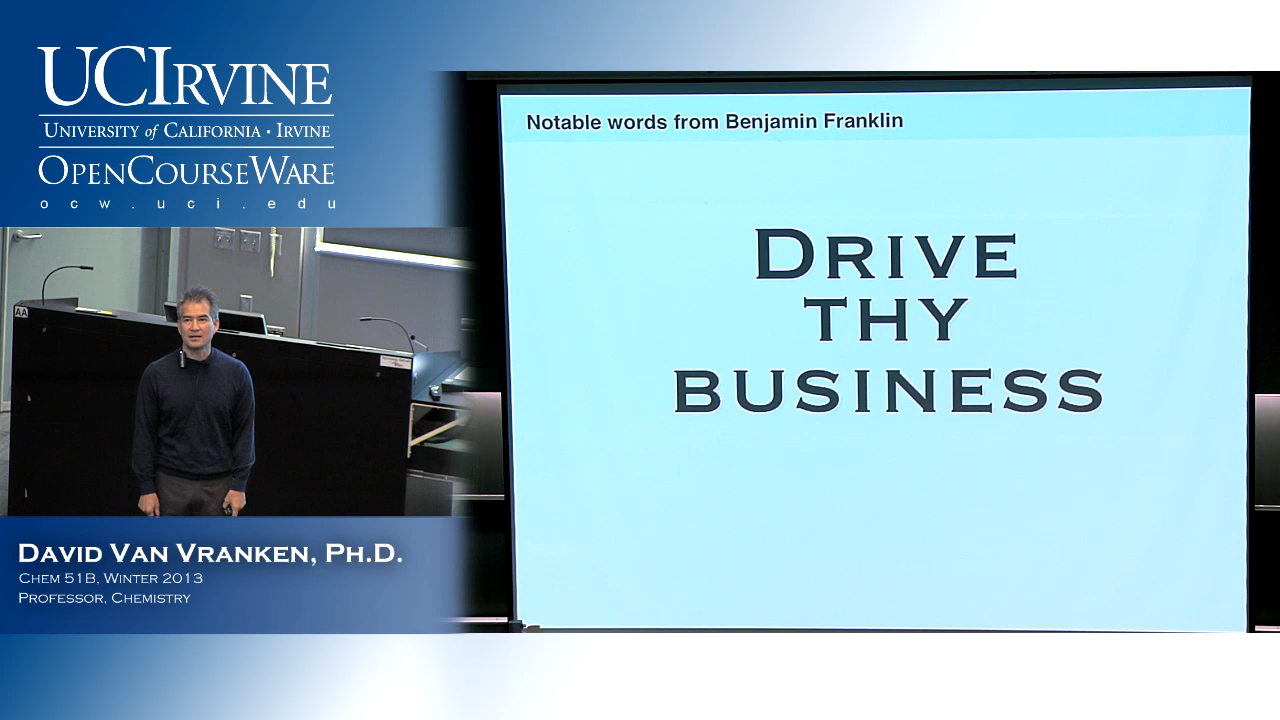 UCIRVINE
UNIVERSITY of CALIFORNIA · IRVINE
OPENCOURSEWARE
ocw.uci.edu
AA
DAVID VAN VRANKEN, PH.D.
CHEM 51B, WINTER 2013
PROFESSOR, CHEMISTRY
Notable words from Benjamin Franklin
DRIVE
THY
BUSINESS